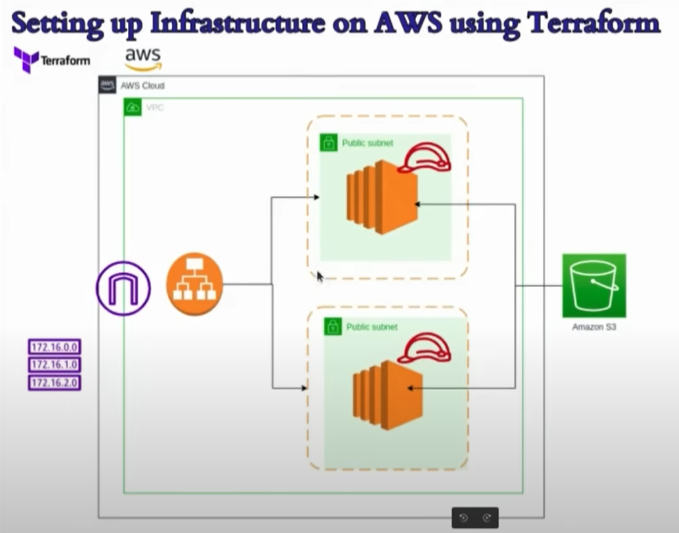 Setting up Infrastructure on AWS using Terraform
Terraform
aws
aws
AWS Cloud
VPC
Public subnet
Amazon S3
Public subnet
172.16.0.0
172.16.1.0
172.16.2.0